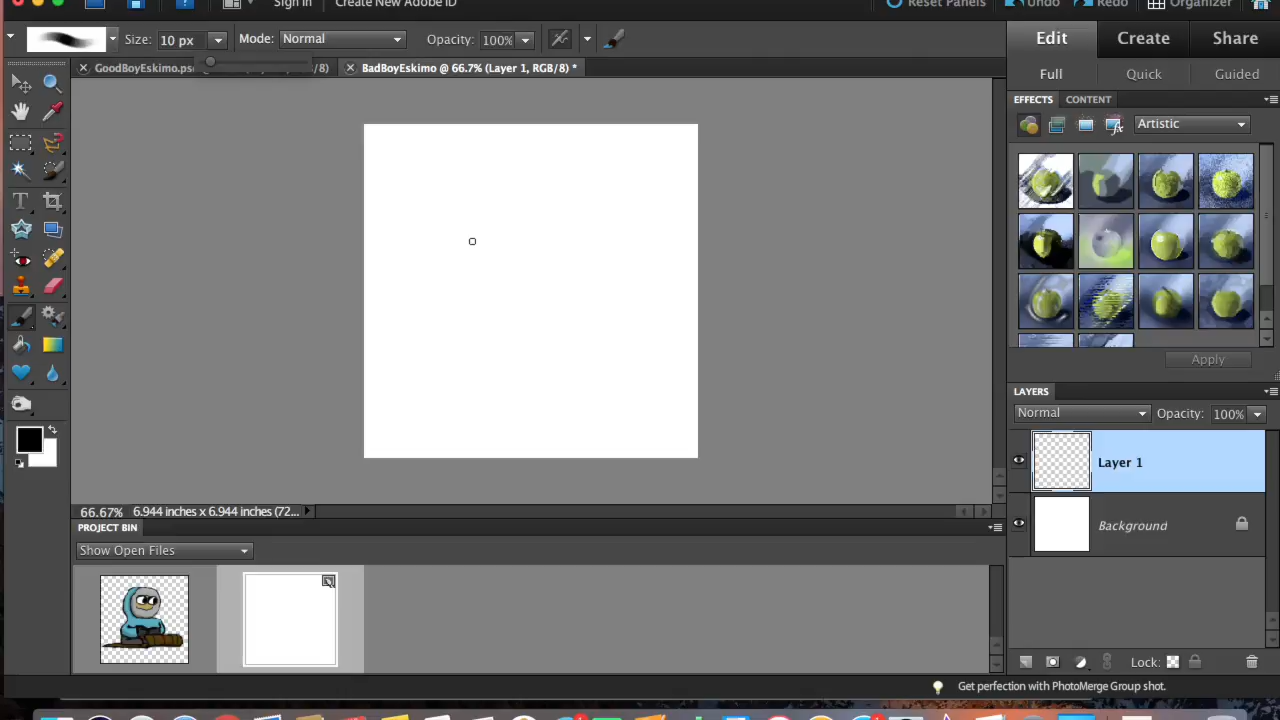 Sign In Create New Adobe ID Reset Panels Undo Redo Organizer
Size: 10 px Mode: Normal Opacity: 100% Edit Create Share
GoodBoyEskimo.ps /8) BadBoyEskimo @ 66.7% (Layer 1, RGB/8) *
Full Quick Guided
EFFECTS CONTENT
Artistic
T
Apply
LAYERS
Normal Opacity: 100%
Layer 1
Background
66.67% 6.944 inches x 6.944 inches (72...
PROJECT BIN
Show Open Files
Lock:
Get perfection with PhotoMerge Group shot.